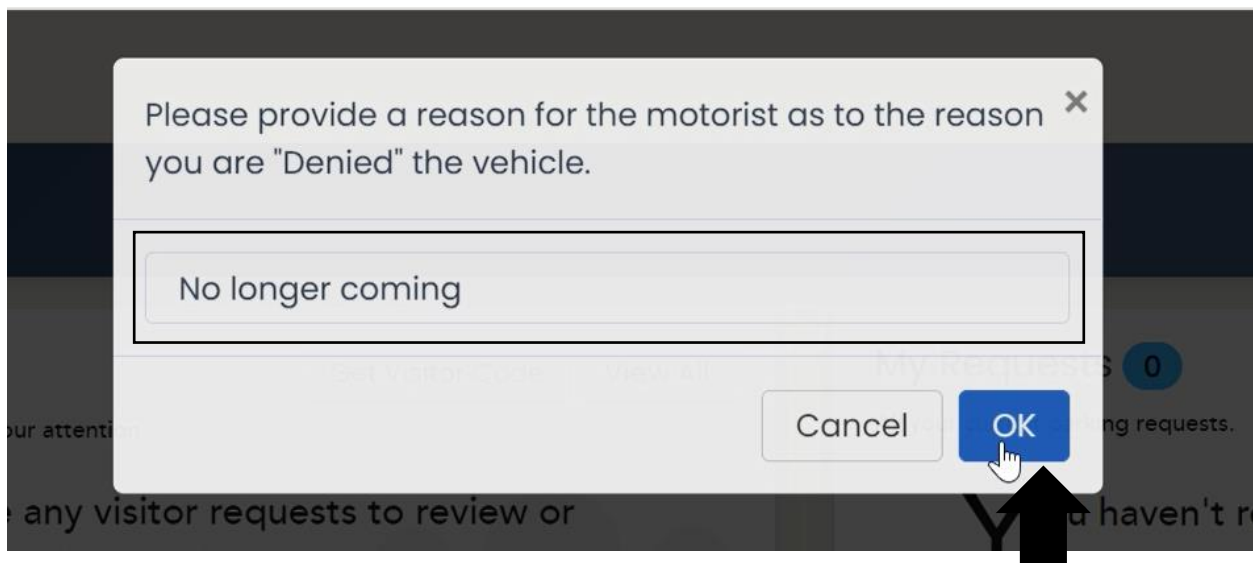 Please provide a reason for the motorist as to the reason
you are "Denied" the vehicle.
×
No longer coming
Get Visitor Code View All
My Requests 0
our attention
Cancel OK
ng requests.
any visitor requests to review or
haven't r